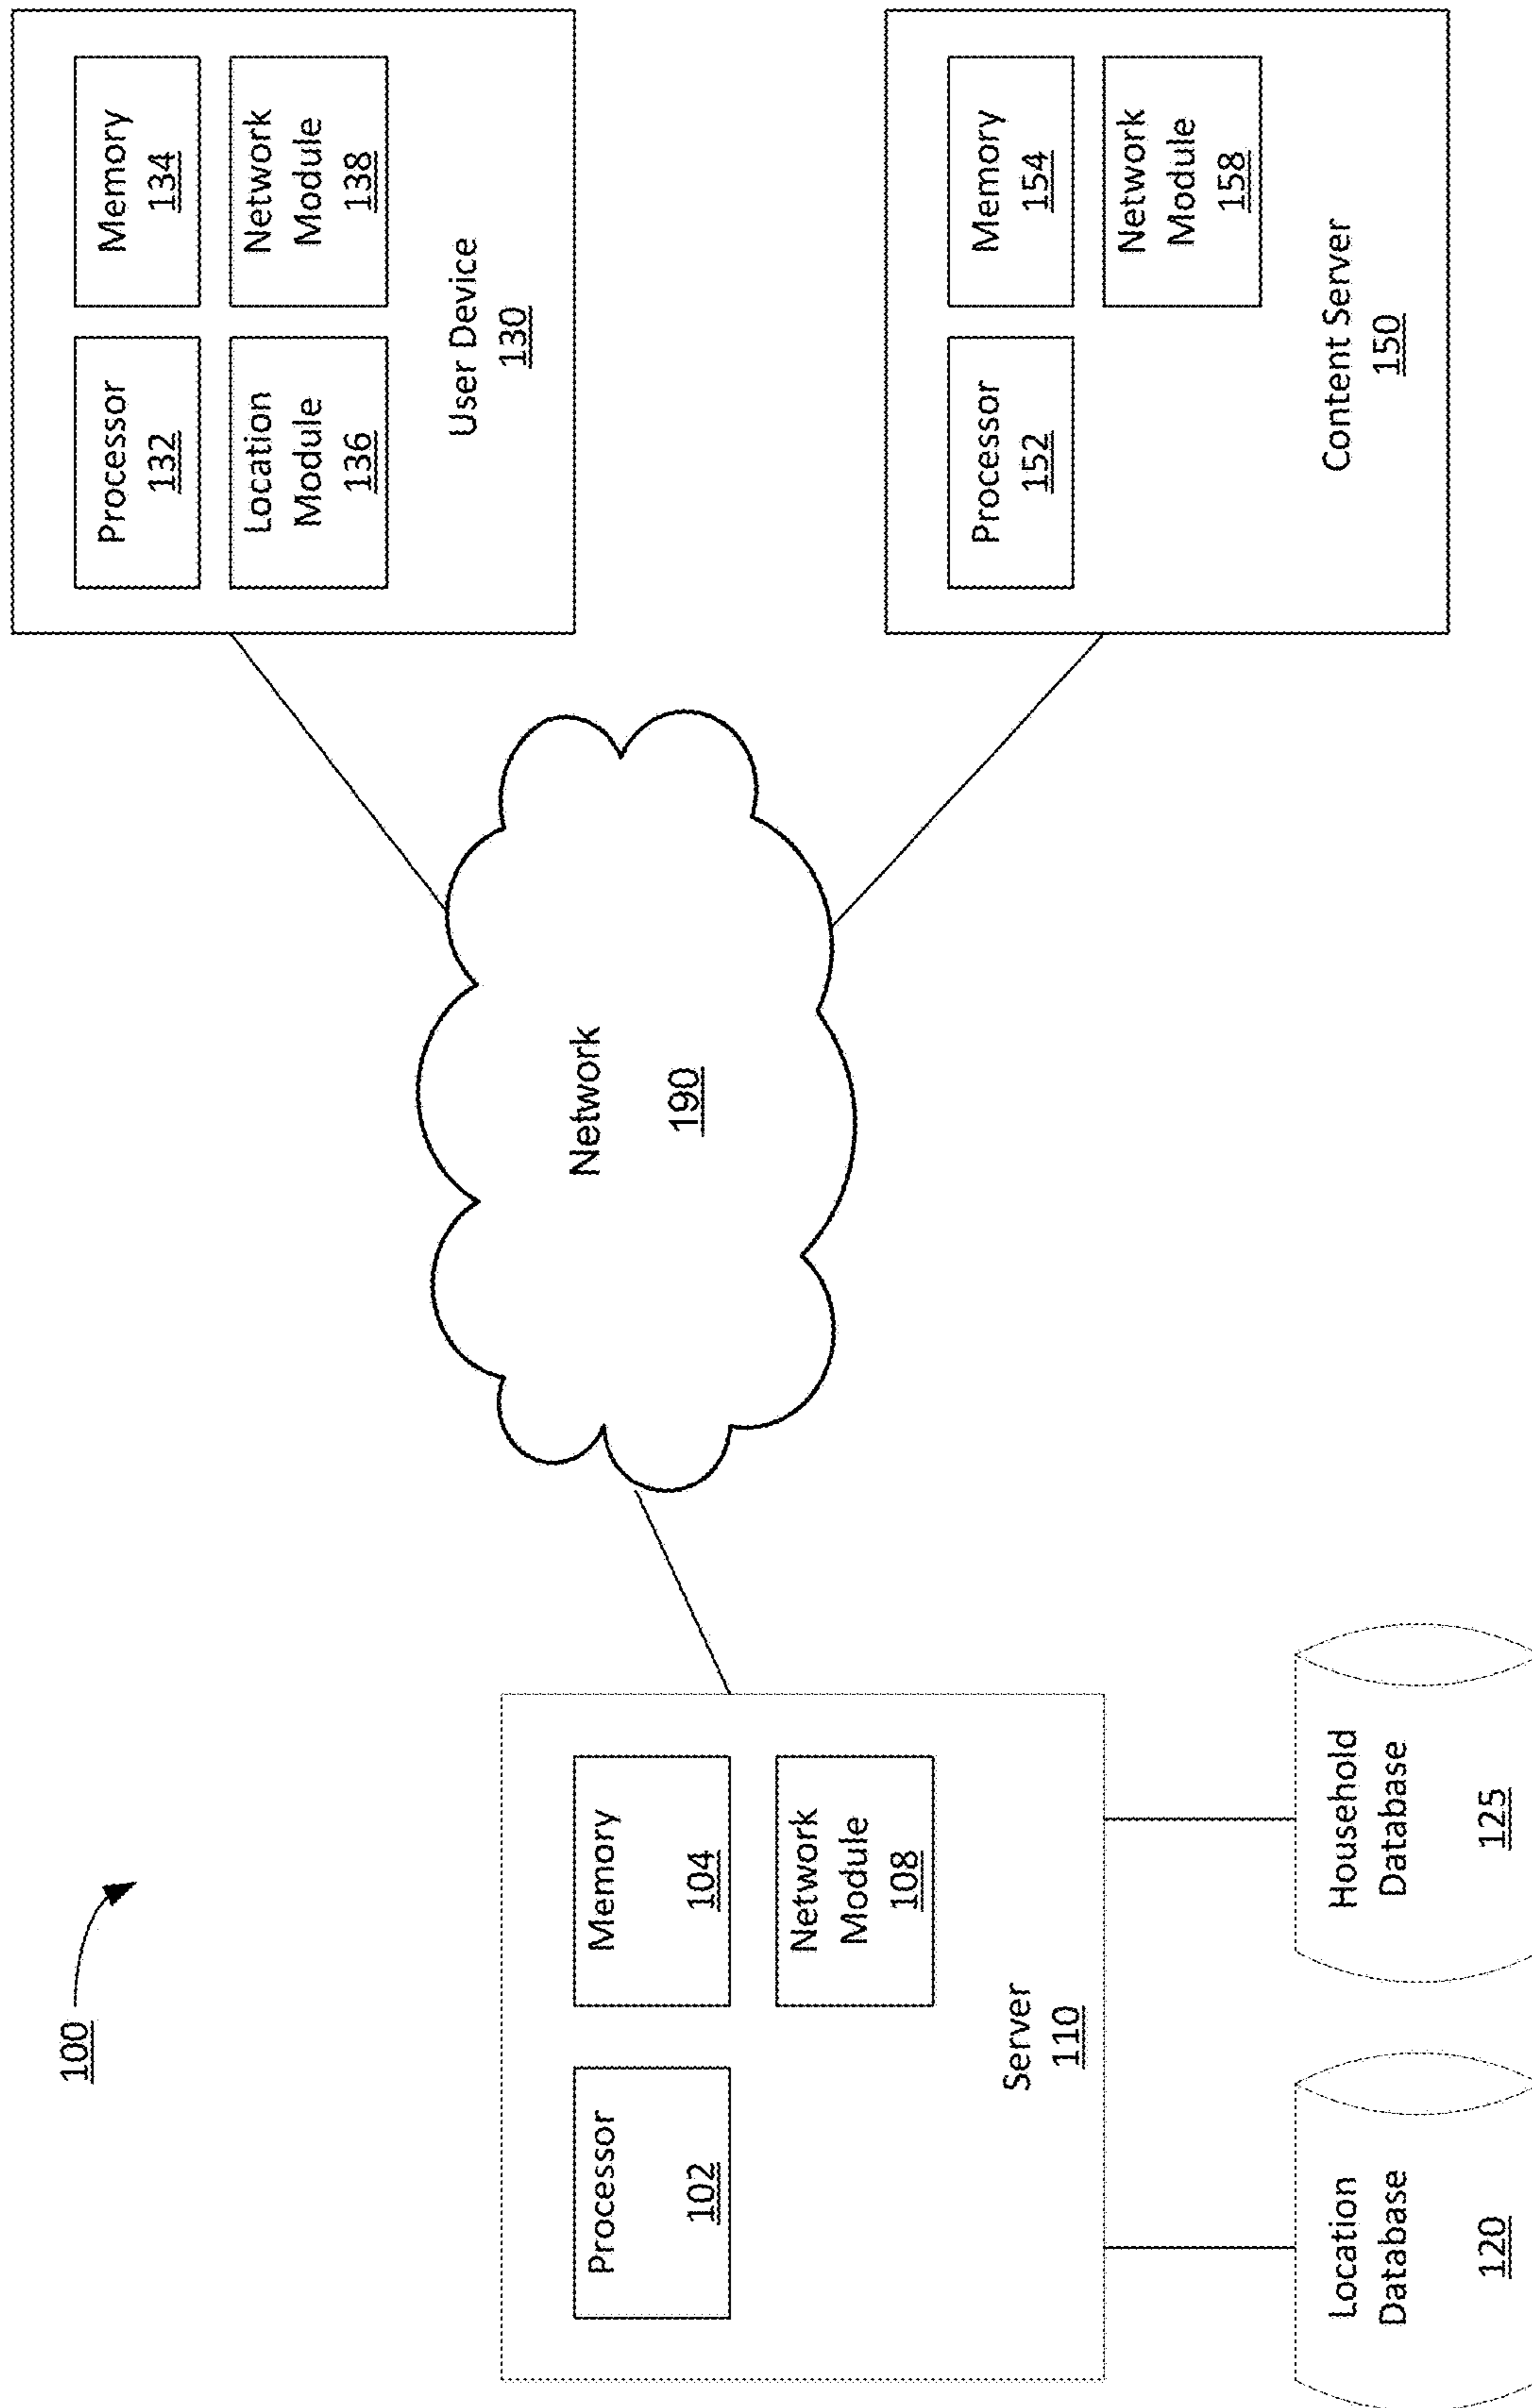 100
Processor
102
Memory
104
Network
Module
108
Server
110
Location
Database
120
Household
Database
125
Network
190
Processor
132
Memory
134
Location
Module
136
Network
Module
138
User Device
130
Processor
152
Memory
154
Network
Module
158
Content Server
150